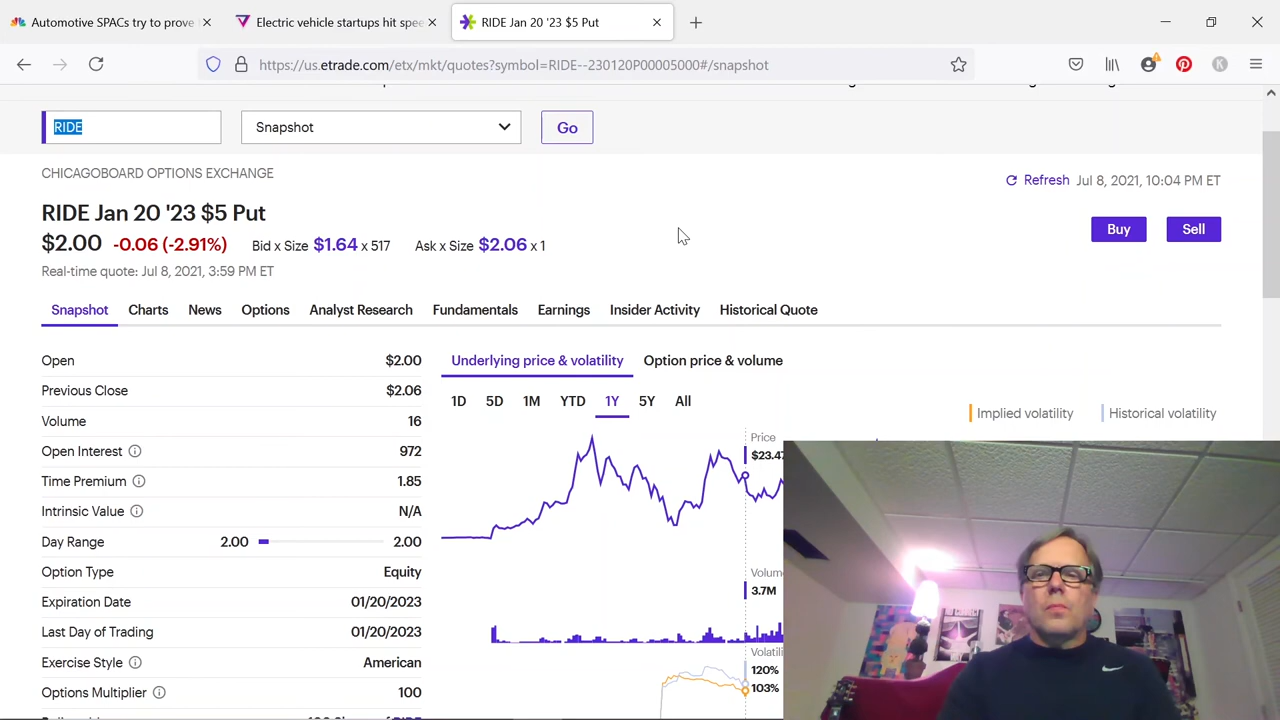 Automotive SPACs try to prove
Electric vehicle startups hit spee
RIDE Jan 20 '23 $5 Put
https://us.etrade.com/etx/mkt/quotes?symbol=RIDE--230120P00005000#/snapshot
RIDE
Snapshot
Go
CHICAGOBOARD OPTIONS EXCHANGE
Refresh Jul 8, 2021, 10:04 PM ET
RIDE Jan 20 '23 $5 Put
$2.00 -0.06 (-2.91%) Bid x Size $1.64 x 517 Ask x Size $2.06 x 1
Buy Sell
Real-time quote: Jul 8, 2021, 3:59 PM ET
Snapshot Charts News Options Analyst Research Fundamentals Earnings Insider Activity Historical Quote
Open $2.00
Previous Close $2.06
Volume 16
Open Interest 972
Time Premium 1.85
Intrinsic Value N/A
Day Range 2.00 2.00
Option Type Equity
Expiration Date 01/20/2023
Last Day of Trading 01/20/2023
Exercise Style American
Options Multiplier 100
Underlying price & volatility Option price & volume
1D 5D 1M YTD 1Y 5Y All
Implied volatility Historical volatility
Price
$23.47
Volum
3.7M
Volati
120%
103%